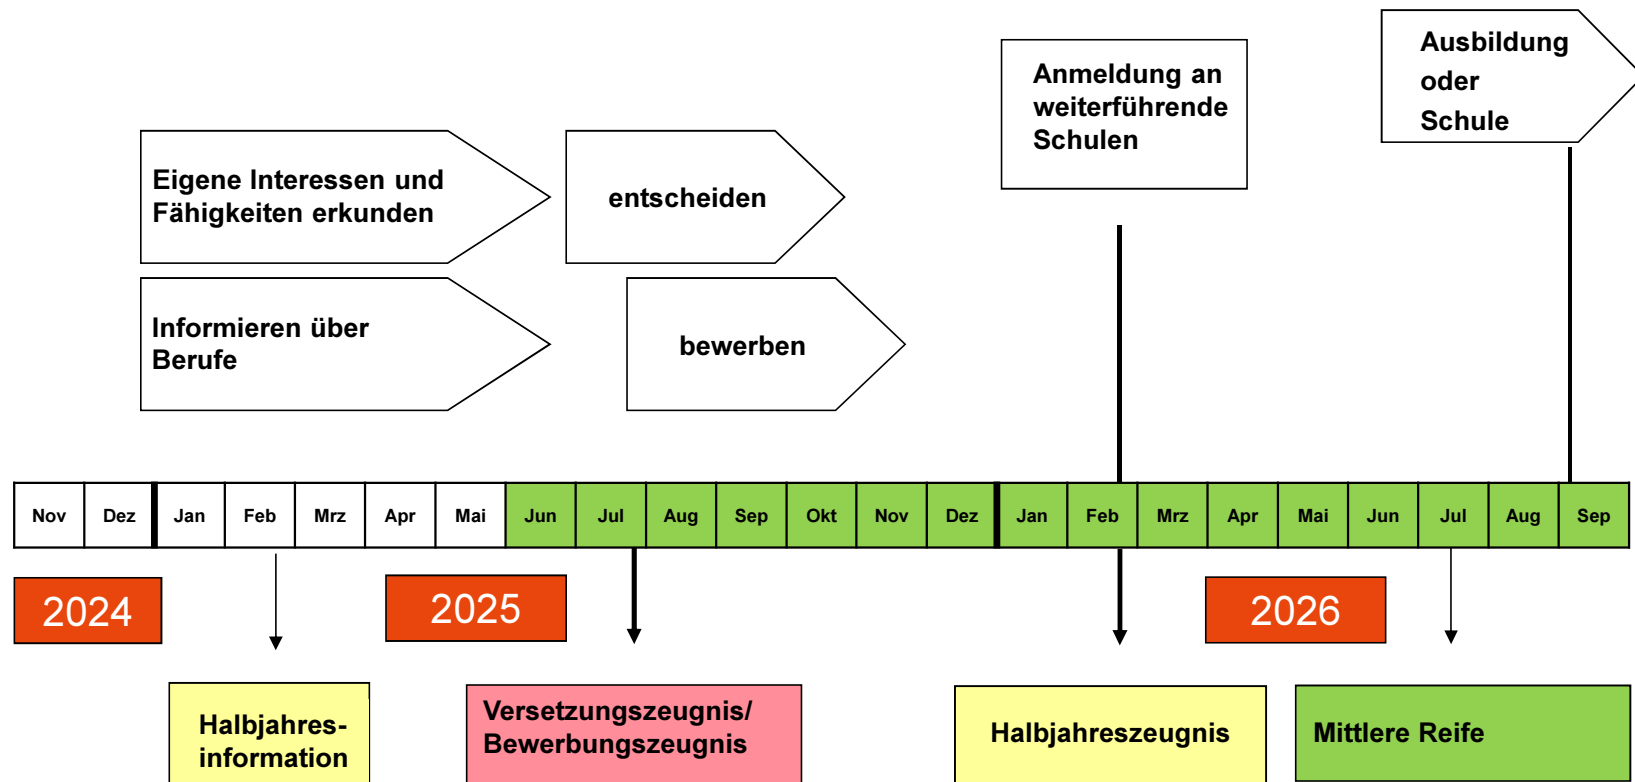 Ausbildung
oder
Schule
Anmeldung an
weiterführende
Schulen
Eigene Interessen und
Fähigkeiten erkunden
entscheiden
Informieren über
Berufe
bewerben
Nov Dez Jan Feb Mrz Apr Mai Jun Jul Aug Sep Okt Nov Dez Jan Feb Mrz Apr Mai Jun Jul Aug Sep
2024 2025 2026
Halbjahres-
information
Versetzungszeugnis/
Bewerbungszeugnis
Halbjahreszeugnis
Mittlere Reife